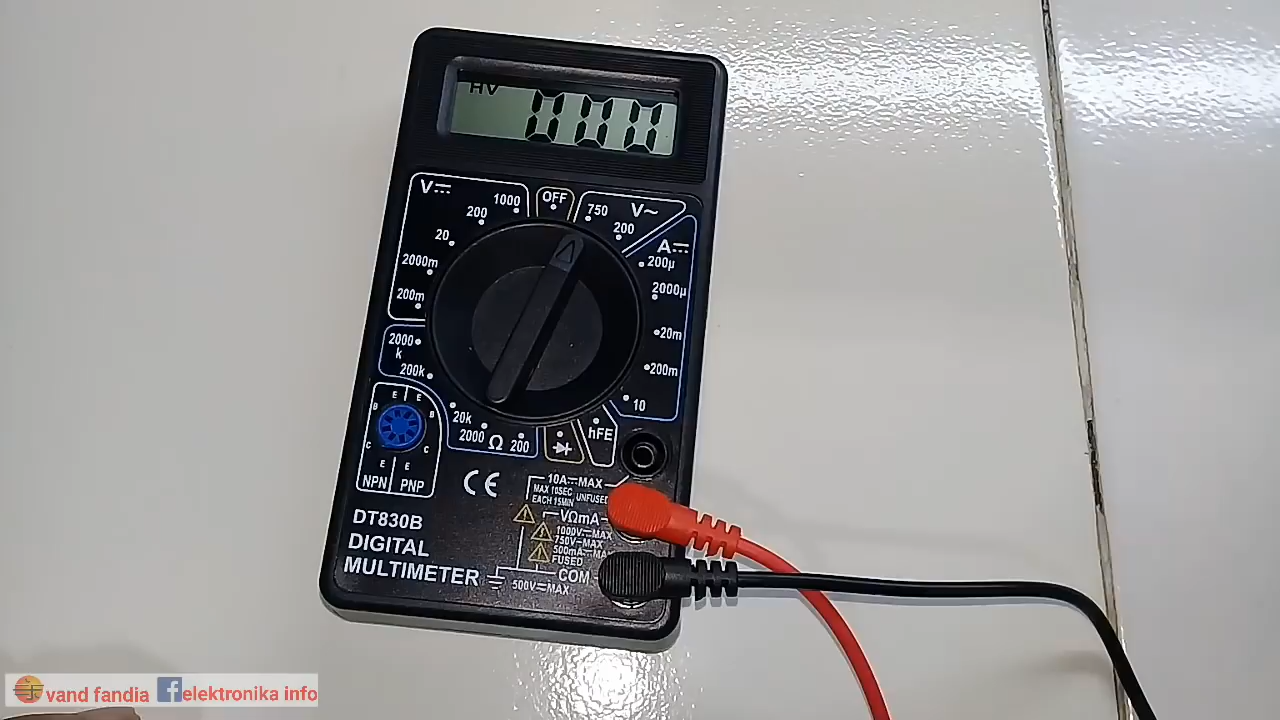 HV
000
V⎓
1000
OFF
750
V~
200
200
20
A⎓
200µ
2000m
2000µ
200m
20m
2000
k
200k
200m
10
20k
2000
Ω
200
hFE
E E
B B
C C
E E
NPN PNP
CE
10A⎓MAX
MAX 10SEC
EACH 15MIN
UNFUSED
VΩmA
1000V⎓MAX
750V~MAX
500mA⎓MA
FUSED
COM
500V⎓MAX
DT830B
DIGITAL
MULTIMETER
vand fandia f elektronika info